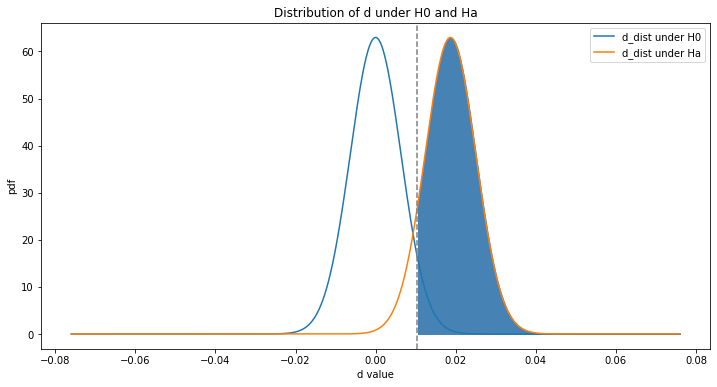 Distribution of d under H0 and Ha
d_dist under H0
d_dist under Ha
60
50
40
30
20
10
0
pdf
−0.08 −0.06 −0.04 −0.02 0.00 0.02 0.04 0.06 0.08
d value